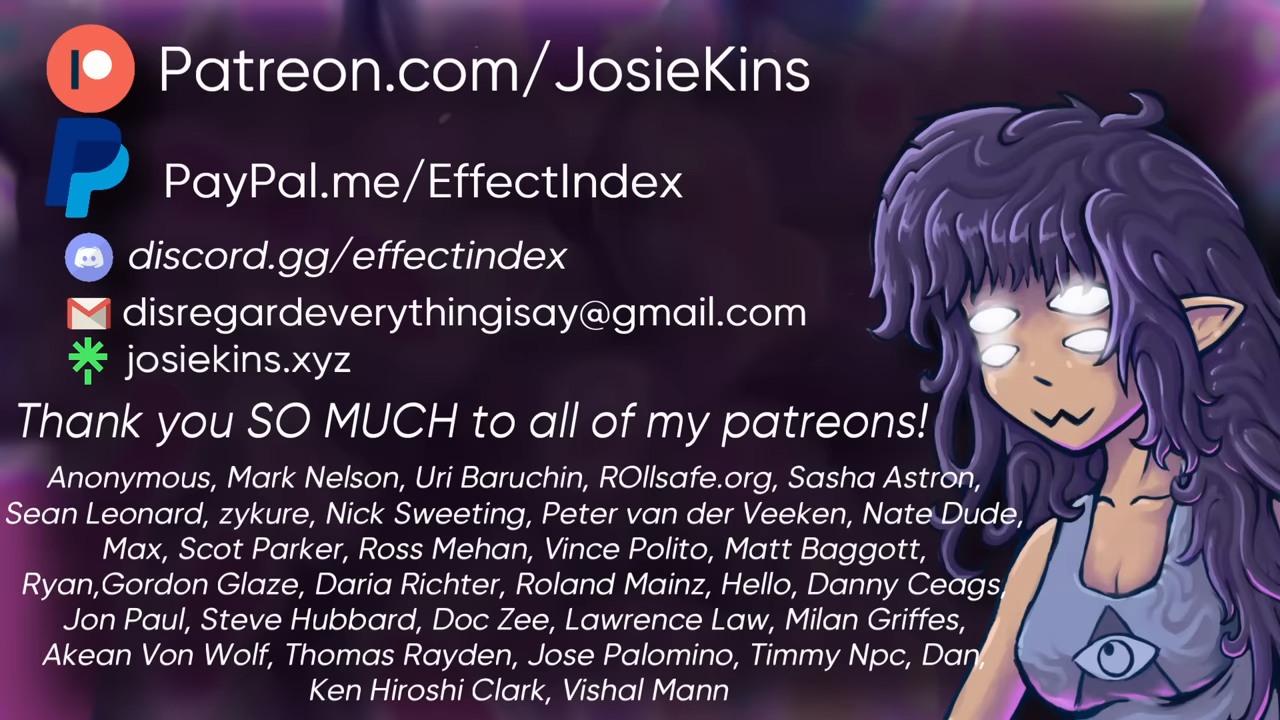 Patreon.com/JosieKins
PayPal.me/EffectIndex
discord.gg/effectindex
disregardeverythingisay@gmail.com
josiekins.xyz
Thank you SO MUCH to all of my patreons!
Anonymous, Mark Nelson, Uri Baruchin, ROllsafe.org, Sasha Astron,
Sean Leonard, zykure, Nick Sweeting, Peter van der Veeken, Nate Dude,
Max, Scot Parker, Ross Mehan, Vince Polito, Matt Baggott,
Ryan,Gordon Glaze, Daria Richter, Roland Mainz, Hello, Danny Ceags,
Jon Paul, Steve Hubbard, Doc Zee, Lawrence Law, Milan Griffes,
Akean Von Wolf, Thomas Rayden, Jose Palomino, Timmy Npc, Dan,
Ken Hiroshi Clark, Vishal Mann